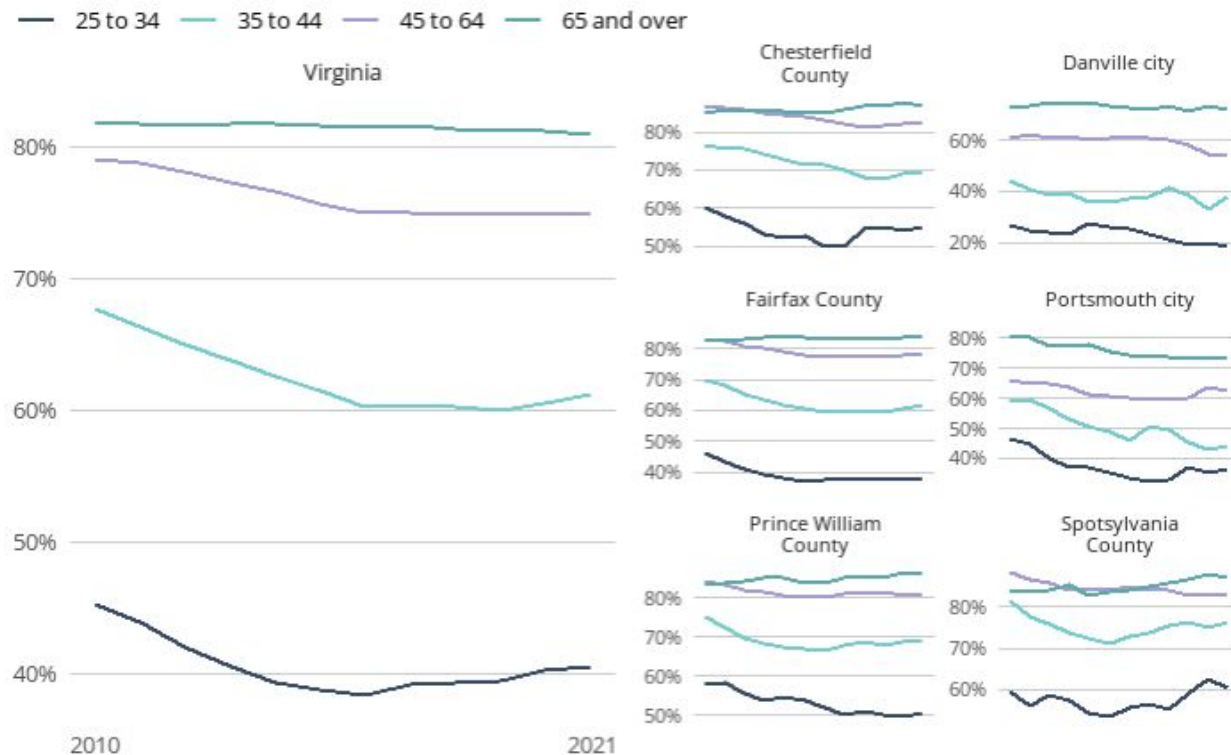 25 to 34 35 to 44 45 to 64 65 and over
Virginia
80%
70%
60%
50%
40%
2010 2021
Chesterfield
County
80%
70%
60%
50%
Danville city
60%
40%
20%
Fairfax County
80%
70%
60%
50%
40%
Portsmouth city
80%
70%
60%
50%
40%
Prince William
County
80%
70%
60%
50%
Spotsylvania
County
80%
70%
60%